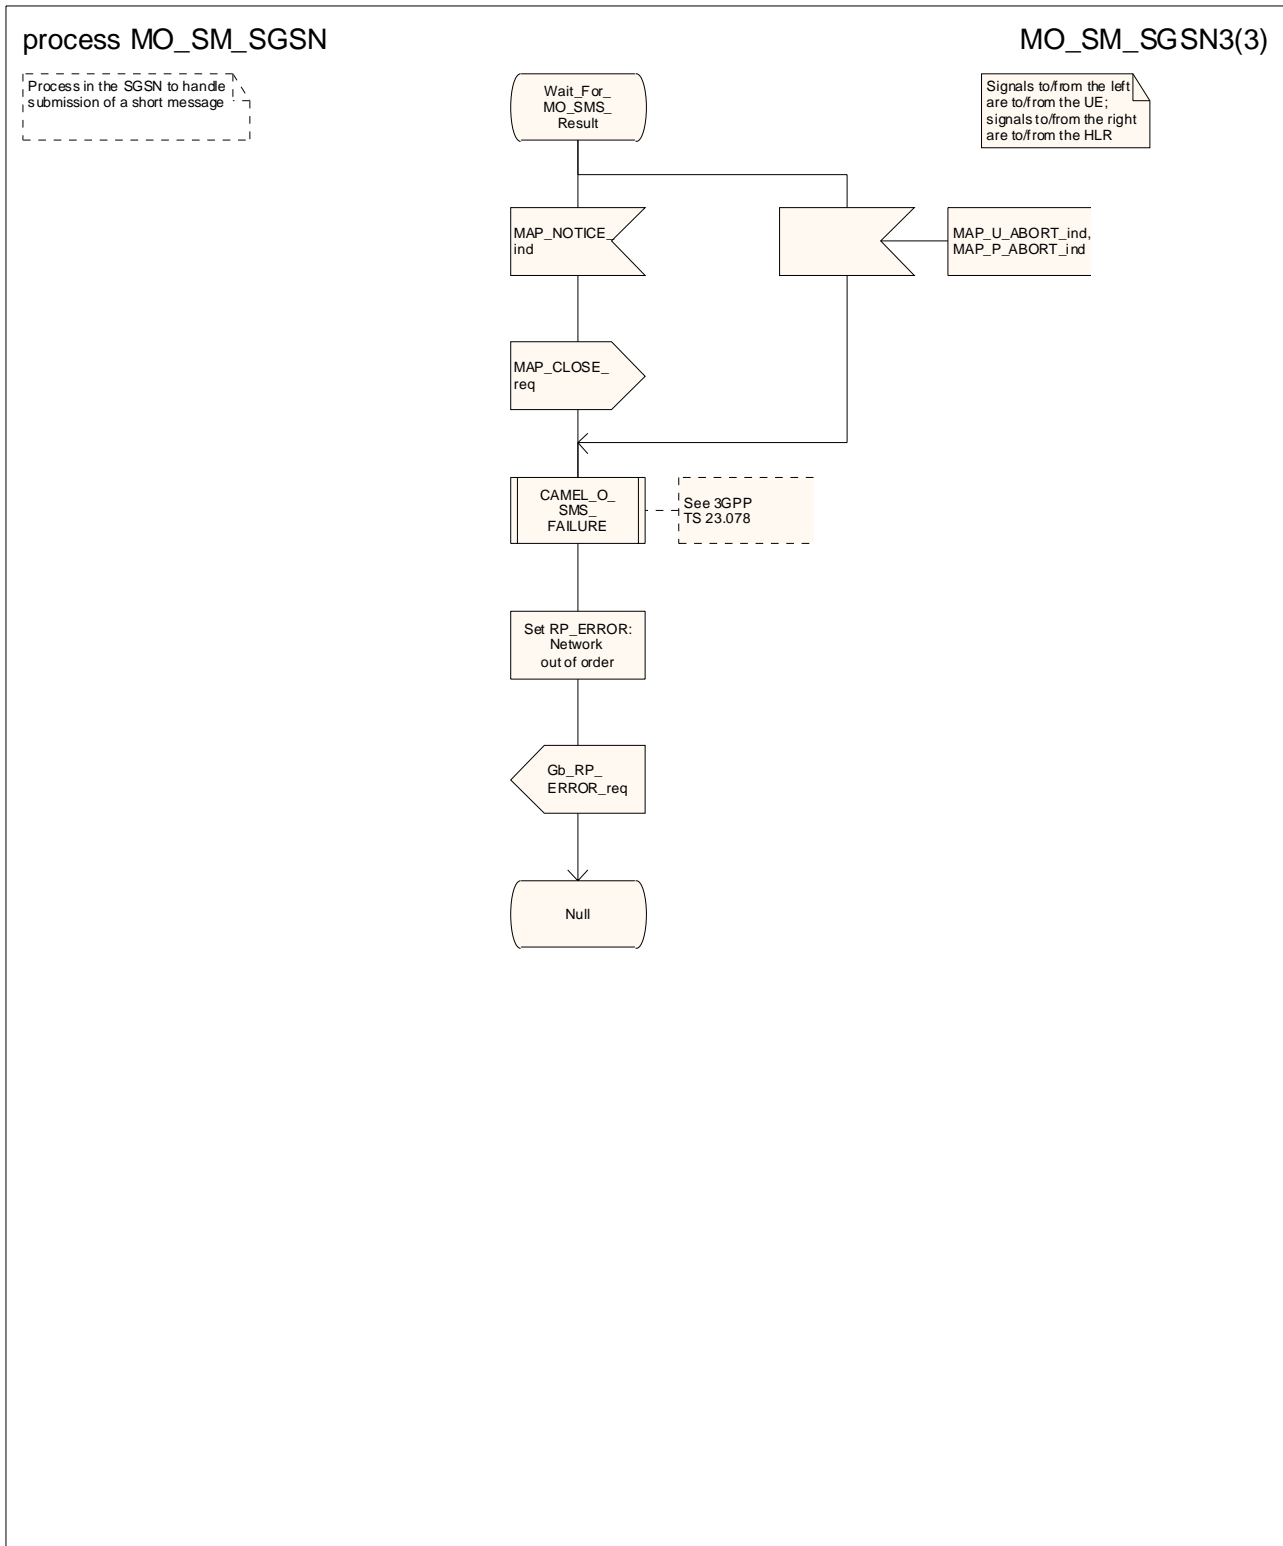 process MO_SM_SGSN
MO_SM_SGSN3(3)
Process in the SGSN to handle
submission of a short message
Wait_For_
MO_SMS_
Result
Signals to/from the left
are to/from the UE;
signals to/from the right
are to/from the HLR
MAP_NOTICE_
ind
MAP_U_ABORT_ind,
MAP_P_ABORT_ind
MAP_CLOSE_
req
CAMEL_O_
SMS_
FAILURE
See 3GPP
TS 23.078
Set RP_ERROR:
Network
out of order
Gb_RP_
ERROR_req
Null